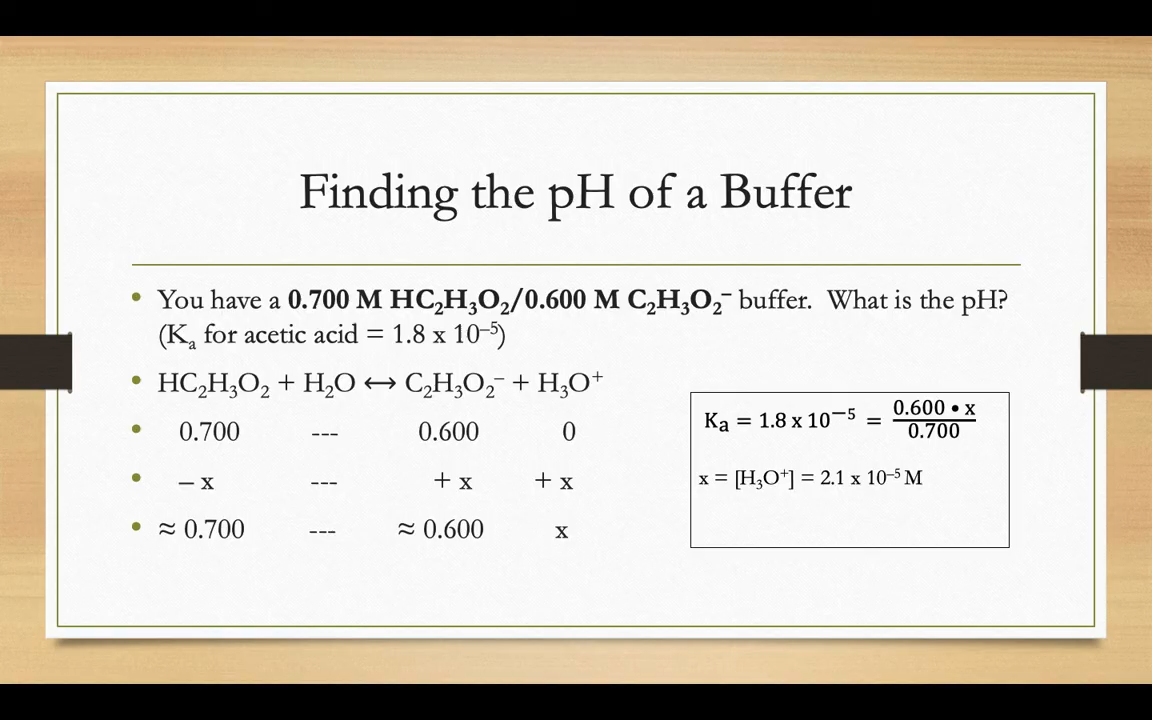 Finding the pH of a Buffer
• You have a 0.700 M HC₂H₃O₂/0.600 M C₂H₃O₂⁻ buffer. What is the pH?
(Kₐ for acetic acid = 1.8 x 10⁻⁵)
• HC₂H₃O₂ + H₂O ↔ C₂H₃O₂⁻ + H₃O⁺
• 0.700 --- 0.600 0
• – x --- + x + x
• ≈ 0.700 --- ≈ 0.600 x
Kₐ = 1.8 x 10⁻⁵ = 0.600 • x / 0.700
x = [H₃O⁺] = 2.1 x 10⁻⁵ M